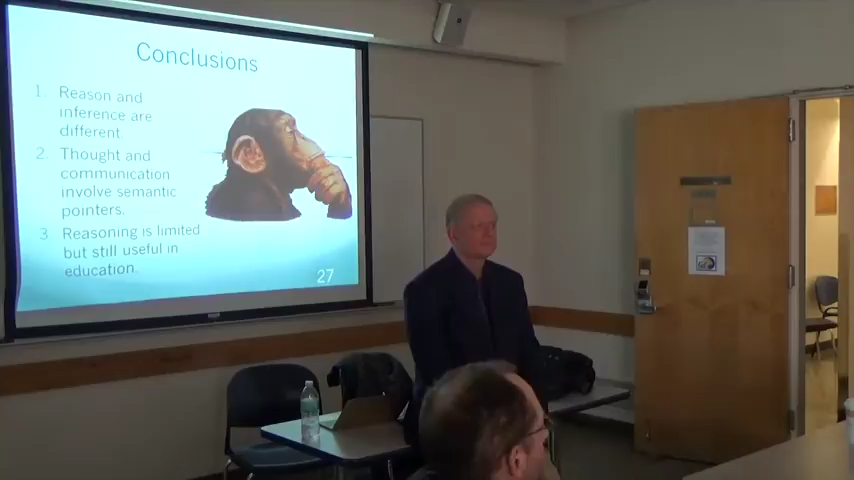 Conclusions
1. Reason and
inference are
different.
2. Thought and
communication
involve semantic
pointers.
3 Reasoning is limited
but still useful in
education.
27